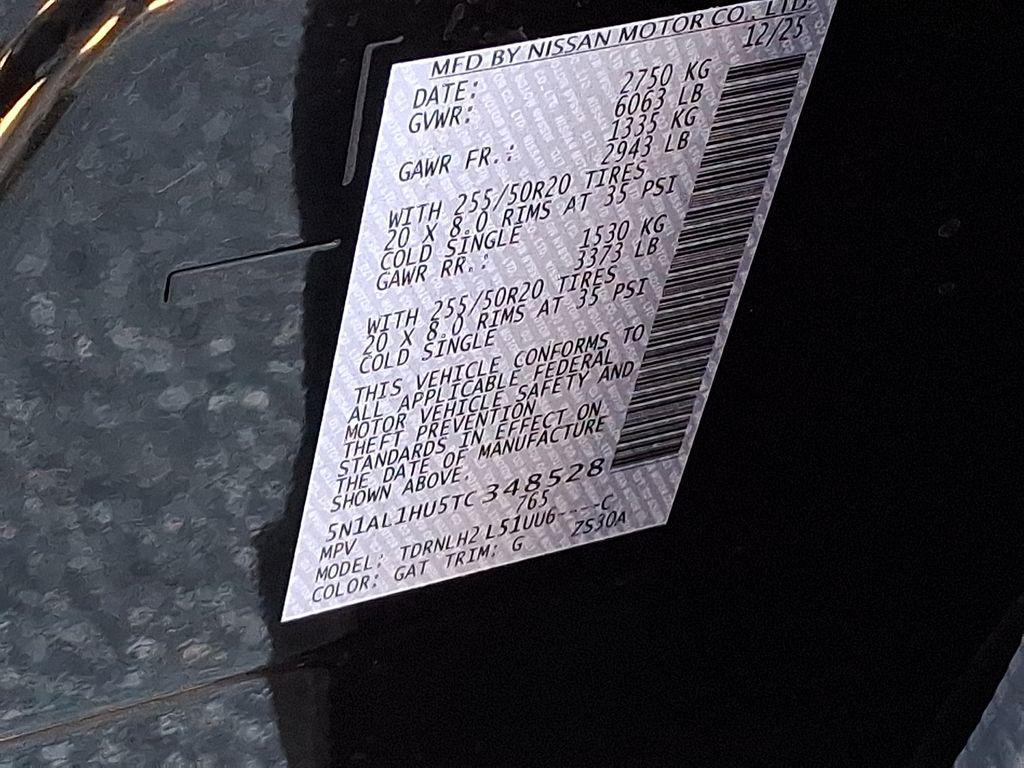 MFD BY NISSAN MOTOR CO., LTD.
DATE: 12/25
GVWR: 2750 KG
6063 LB
GAWR FR.: 1335 KG
2943 LB
WITH 255/50R20 TIRES
20 X 8.0 RIMS AT 35 PSI
COLD SINGLE
GAWR RR.: 1530 KG
3373 LB
WITH 255/50R20 TIRES
20 X 8.0 RIMS AT 35 PSI
COLD SINGLE
THIS VEHICLE CONFORMS TO
ALL APPLICABLE FEDERAL
MOTOR VEHICLE SAFETY AND
THEFT PREVENTION
STANDARDS IN EFFECT ON
THE DATE OF MANUFACTURE
SHOWN ABOVE.
5N1AL1HU5TC348528
MPV 765
MODEL: TDRNLH2 L51UU6----C
COLOR: GAT TRIM: G ZS30A